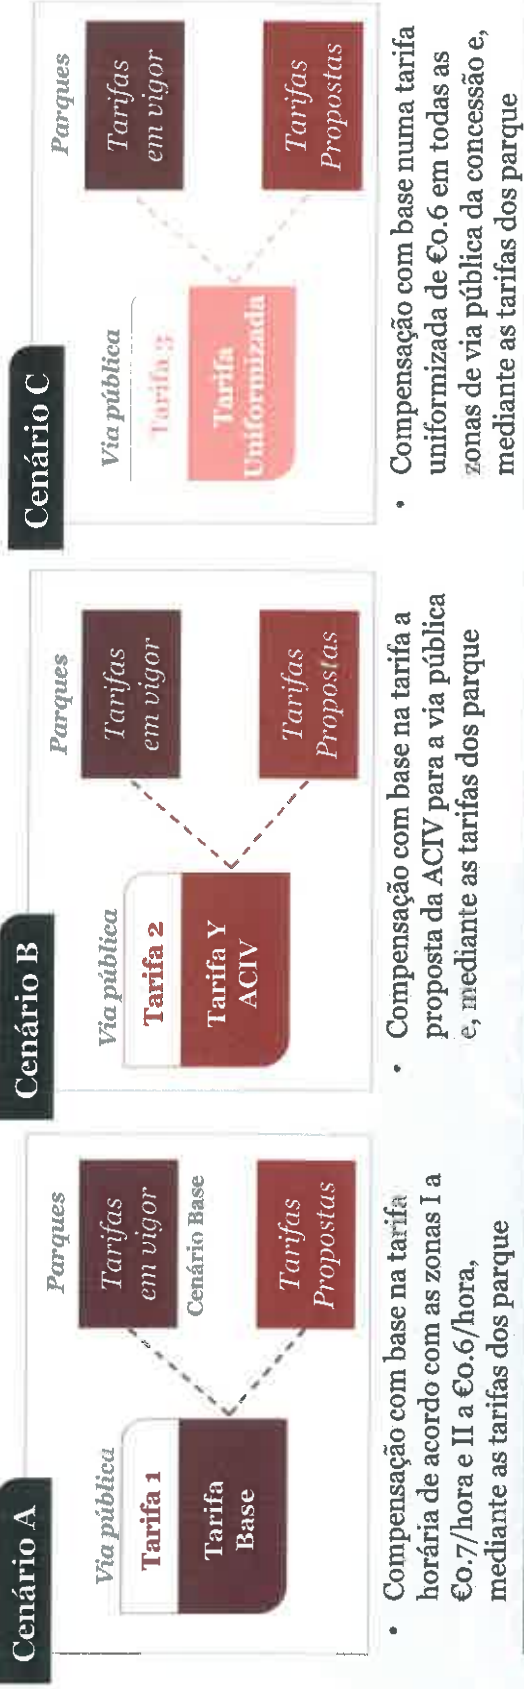 Cenário A
Via pública
Tarifa 1
Tarifa
Base
Parques
Tarifas
em vigor
Cenário Base
Tarifas
Propostas
• Compensação com base na tarifa
horária de acordo com as zonas I a
€0.7/hora e II a €0.6/hora,
mediante as tarifas dos parque
Cenário B
Via pública
Tarifa 2
Tarifa Y
ACIV
Parques
Tarifas
em vigor
Tarifas
Propostas
• Compensação com base na tarifa a
proposta da ACIV para a via pública
e, mediante as tarifas dos parque
Cenário C
Via pública
Tarifa 3
Tarifa
Uniformizada
Parques
Tarifas
em vigor
Tarifas
Propostas
• Compensação com base numa tarifa
uniformizada de €0.6 em todas as
zonas de via pública da concessão e,
mediante as tarifas dos parque